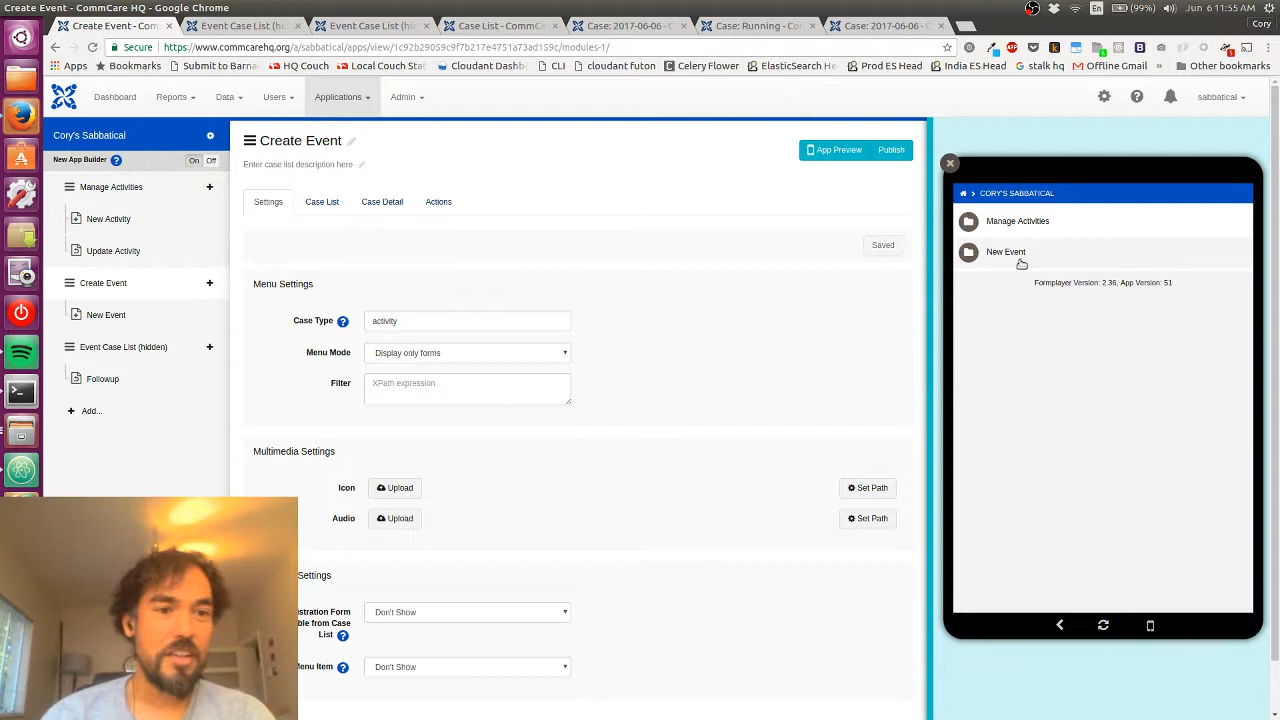 Create Event - CommCare HQ - Google Chrome
En (99%) Jun 6 11:55AM Cory
Create Event - Com Event Case List (hi Event Case List (hi Case List - CommC Case: 2017-06-06 - Case: Running - Co Case: 2017-06-06 - Cory
Secure https://www.commcarehq.org/a/sabbatical/apps/view/1c92b29059c9f7b217e4751a73ad159c/modules-1/
Apps Bookmarks Submit to Barna HQ Couch Local Couch Stat Cloudant Dashb CLI cloudant futon Celery Flower ElasticSearch He Prod ES Head India ES Head stalk hq Offline Gmail Other bookmarks
Dashboard Reports Data Users Applications Admin sabbatical
Cory's Sabbatical
New App Builder On Off
Manage Activities
New Activity
Update Activity
Create Event
New Event
Event Case List (hidden)
Followup
Add...
Create Event
Enter case list description here
App Preview Publish
Settings Case List Case Detail Actions
Saved
Menu Settings
Case Type activity
Menu Mode Display only forms
Filter XPath expression
Multimedia Settings
Icon Upload Set Path
Audio Upload Set Path
Settings
istration Form Don't Show
ble from Case
List
Menu Item Don't Show
CORY'S SABBATICAL
Manage Activities
New Event
Formplayer Version: 2.36, App Version: 51